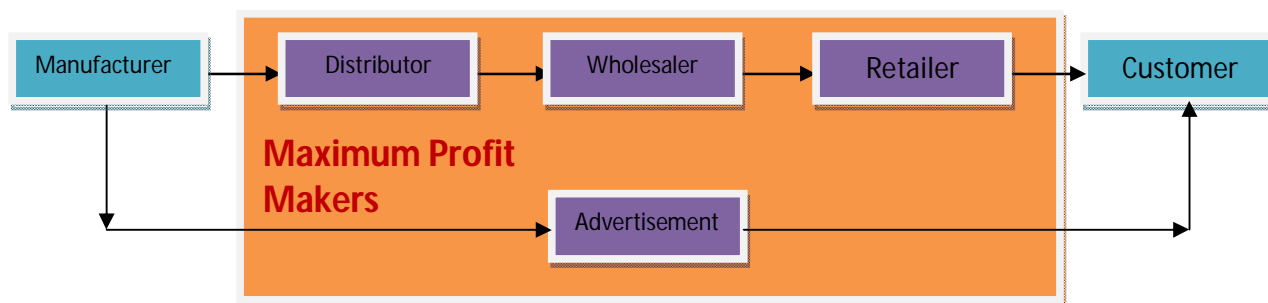 Manufacturer
Distributor
Wholesaler
Retailer
Customer
Maximum Profit
Makers
Advertisement